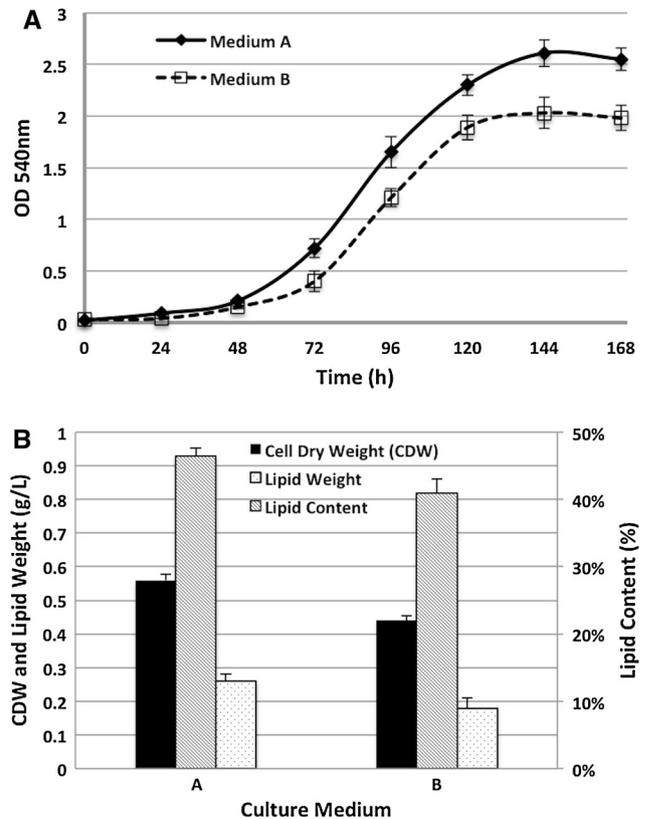 A
3
2.5
2
1.5
1
0.5
0
OD 540nm
Medium A
Medium B
0 24 48 72 96 120 144 168
Time (h)
B
1
0.9
0.8
0.7
0.6
0.5
0.4
0.3
0.2
0.1
0
CDW and Lipid Weight (g/L)
Cell Dry Weight (CDW)
Lipid Weight
Lipid Content
50%
40%
30%
20%
10%
0%
Lipid Content (%)
A B
Culture Medium